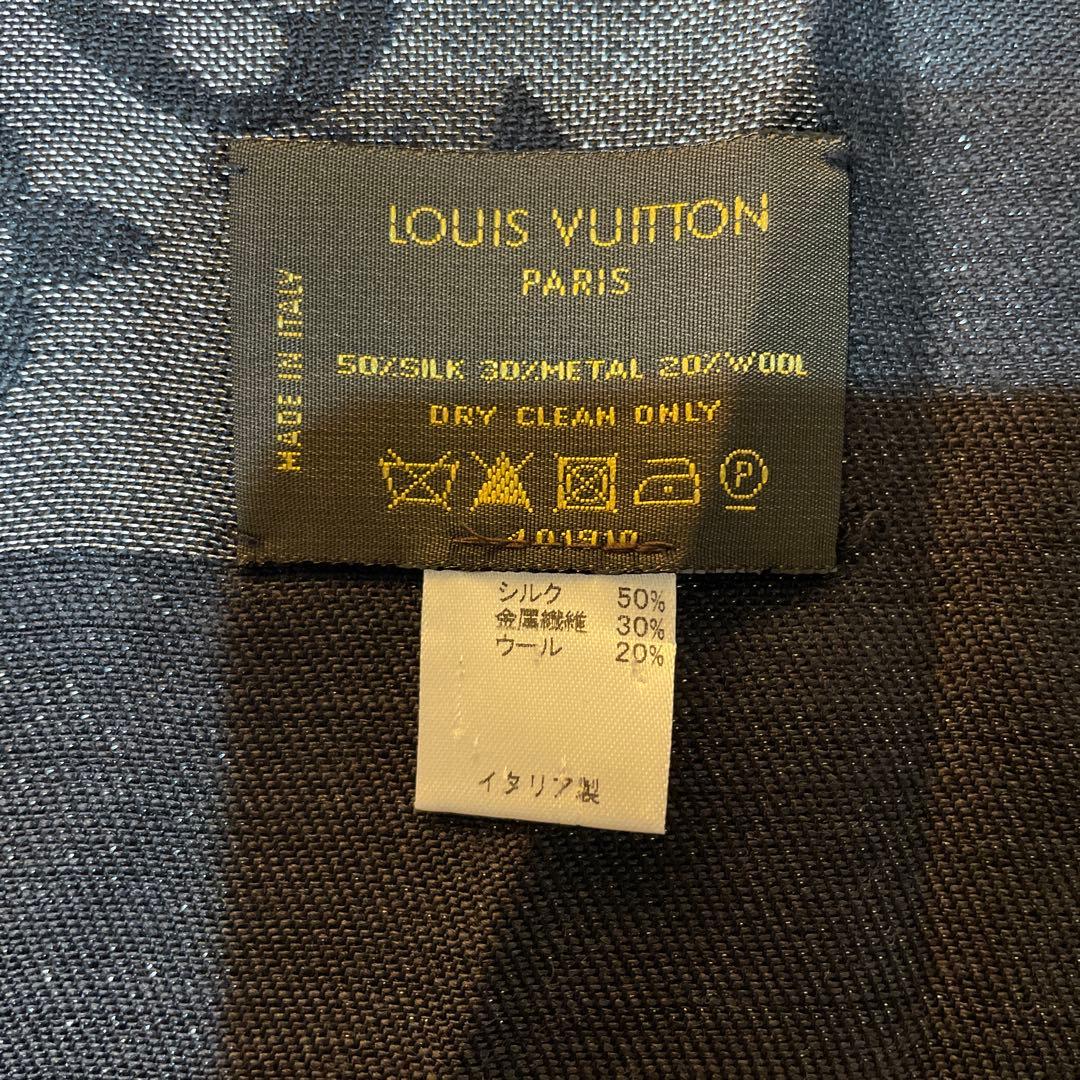 LOUIS VUITTON
PARIS
MADE IN ITALY
50%SILK 30%METAL 20%WOOL
DRY CLEAN ONLY
P
シルク 50%
金属繊維 30%
ウール 20%
イタリア製